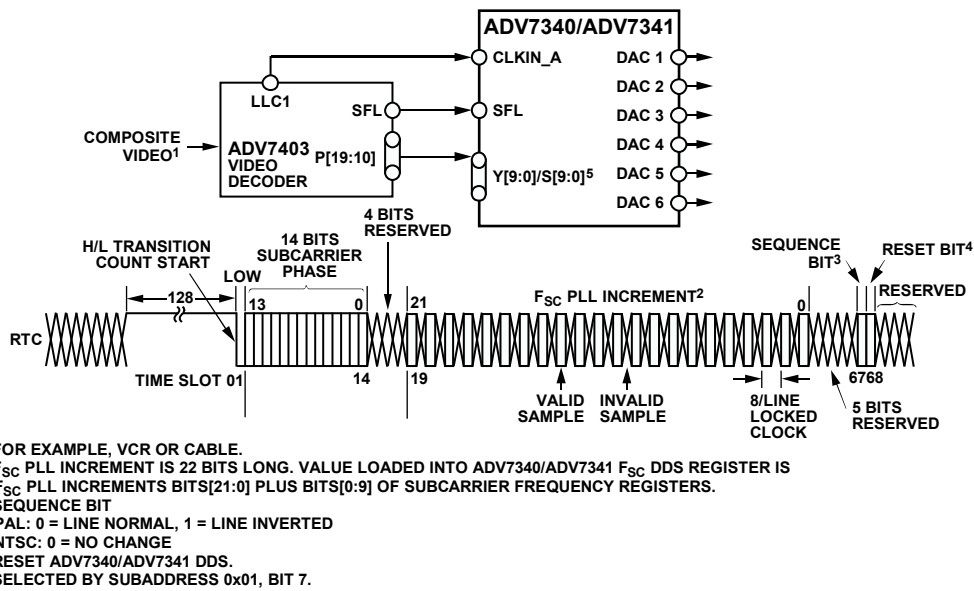 ADV7340/ADV7341
CLKIN_A
DAC 1
LLC1
DAC 2
SFL
SFL
DAC 3
COMPOSITE
VIDEO1
ADV7403
VIDEO
DECODER
P[19:10]
DAC 4
Y[9:0]/S[9:0]5
DAC 5
DAC 6
4 BITS
RESERVED
H/L TRANSITION
COUNT START
14 BITS
SUBCARRIER
PHASE
SEQUENCE
BIT3
RESET BIT4
LOW
128
13
0
21
FSC PLL INCREMENT2
0
RESERVED
RTC
TIME SLOT 01
14
19
6768
VALID
SAMPLE
INVALID
SAMPLE
8/LINE
LOCKED
CLOCK
5 BITS
RESERVED
FOR EXAMPLE, VCR OR CABLE.
FSC PLL INCREMENT IS 22 BITS LONG. VALUE LOADED INTO ADV7340/ADV7341 FSC DDS REGISTER IS
FSC PLL INCREMENTS BITS[21:0] PLUS BITS[0:9] OF SUBCARRIER FREQUENCY REGISTERS.
SEQUENCE BIT
PAL: 0 = LINE NORMAL, 1 = LINE INVERTED
NTSC: 0 = NO CHANGE
RESET ADV7340/ADV7341 DDS.
SELECTED BY SUBADDRESS 0x01, BIT 7.